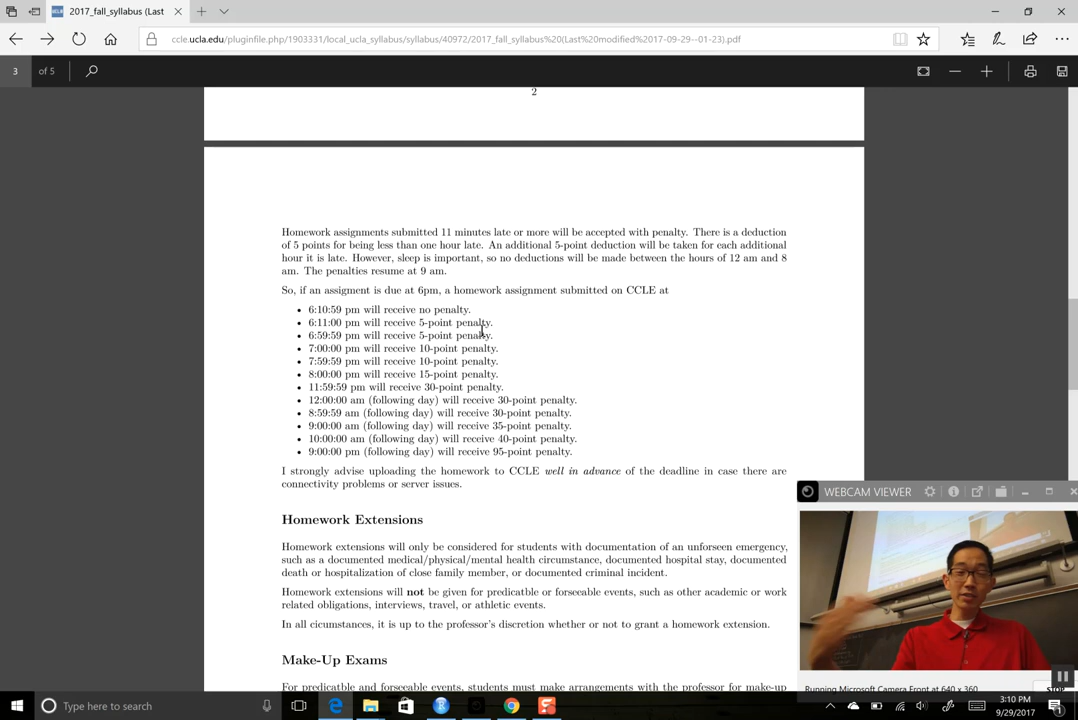 2017_fall_syllabus (Last
ccle.ucla.edu/pluginfile.php/1903331/local_ucla_syllabus/syllabus/40972/2017_fall_syllabus%20(Last%20modified%2017-09-29--01-23).pdf
3 of 5
2
Homework assignments submitted 11 minutes late or more will be accepted with penalty. There is a deduction
of 5 points for being less than one hour late. An additional 5-point deduction will be taken for each additional
hour it is late. However, sleep is important, so no deductions will be made between the hours of 12 am and 8
am. The penalties resume at 9 am.
So, if an assigment is due at 6pm, a homework assignment submitted on CCLE at
• 6:10:59 pm will receive no penalty.
• 6:11:00 pm will receive 5-point penalty.
• 6:59:59 pm will receive 5-point penalty.
• 7:00:00 pm will receive 10-point penalty.
• 7:59:59 pm will receive 10-point penalty.
• 8:00:00 pm will receive 15-point penalty.
• 11:59:59 pm will receive 30-point penalty.
• 12:00:00 am (following day) will receive 30-point penalty.
• 8:59:59 am (following day) will receive 30-point penalty.
• 9:00:00 am (following day) will receive 35-point penalty.
• 10:00:00 am (following day) will receive 40-point penalty.
• 9:00:00 pm (following day) will receive 95-point penalty.
I strongly advise uploading the homework to CCLE well in advance of the deadline in case there are
connectivity problems or server issues.
Homework Extensions
Homework extensions will only be considered for students with documentation of an unforseen emergency,
such as a documented medical/physical/mental health circumstance, documented hospital stay, documented
death or hospitalization of close family member, or documented criminal incident.
Homework extensions will not be given for predicatble or forseeable events, such as other academic or work
related obligations, interviews, travel, or athletic events.
In all cicumstances, it is up to the professor's discretion whether or not to grant a homework extension.
Make-Up Exams
For predicatble and forseeable events, students must make arrangements with the professor for make-up
WEBCAM VIEWER
Running Microsoft Camera Front at 640 x 360
STOP
Type here to search
3:10 PM
9/29/2017